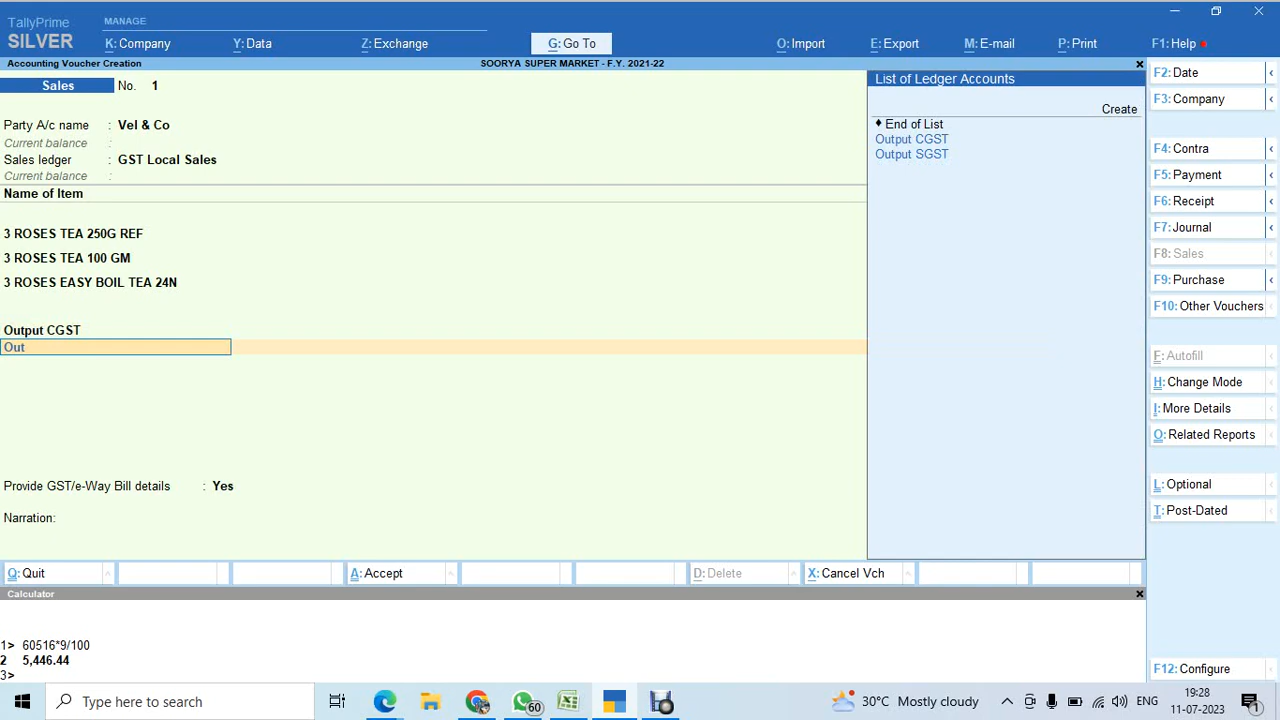 TallyPrime
MANAGE
SILVER
K: Company
Y: Data
Z: Exchange
G: Go To
O: Import
E: Export
M: E-mail
P: Print
F1: Help
Accounting Voucher Creation
SOORYA SUPER MARKET - F.Y. 2021-22
×
Sales
No. 1
Party A/c name : Vel & Co
Current balance :
Sales ledger : GST Local Sales
Current balance :
Name of Item
3 ROSES TEA 250G REF
3 ROSES TEA 100 GM
3 ROSES EASY BOIL TEA 24N
Output CGST
Out
Provide GST/e-Way Bill details : Yes
Narration:
List of Ledger Accounts
Create
♦ End of List
Output CGST
Output SGST
F2: Date
F3: Company
F4: Contra
F5: Payment
F6: Receipt
F7: Journal
F8: Sales
F9: Purchase
F10: Other Vouchers
F: Autofill
H: Change Mode
I: More Details
O: Related Reports
L: Optional
T: Post-Dated
F12: Configure
Q: Quit
A: Accept
D: Delete
X: Cancel Vch
Calculator
×
1> 60516*9/100
2 5,446.44
3>
Type here to search
60
30°C Mostly cloudy
ENG
19:28
11-07-2023
1